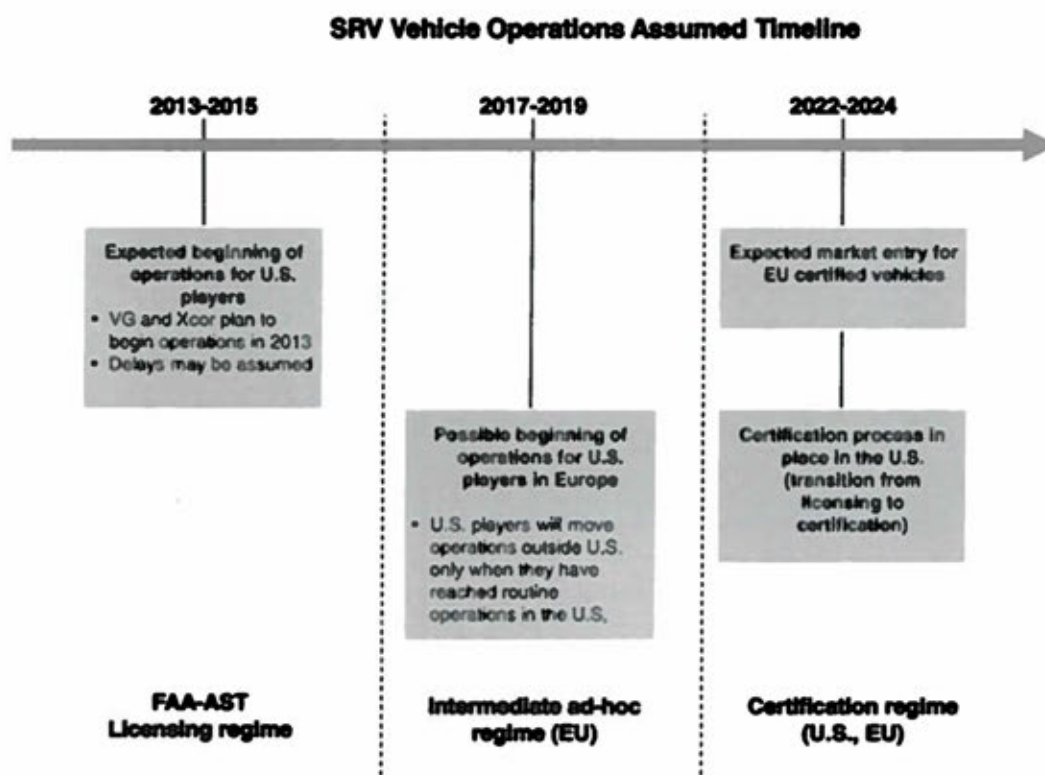 SRV Vehicle Operations Assumed Timeline
2013-2015
2017-2019
2022-2024
Expected beginning of
operations for U.S.
players
• VG and Xcor plan to
begin operations in 2013
• Delays may be assumed
Possible beginning of
operations for U.S.
players in Europe
• U.S. players will move
operations outside U.S.
only when they have
reached routine
operations in the U.S,
Expected market entry for
EU certified vehicles
Certification process in
place in the U.S.
(transition from
licensing to
certification)
FAA-AST
Licensing regime
Intermediate ad-hoc
regime (EU)
Certification regime
(U.S., EU)